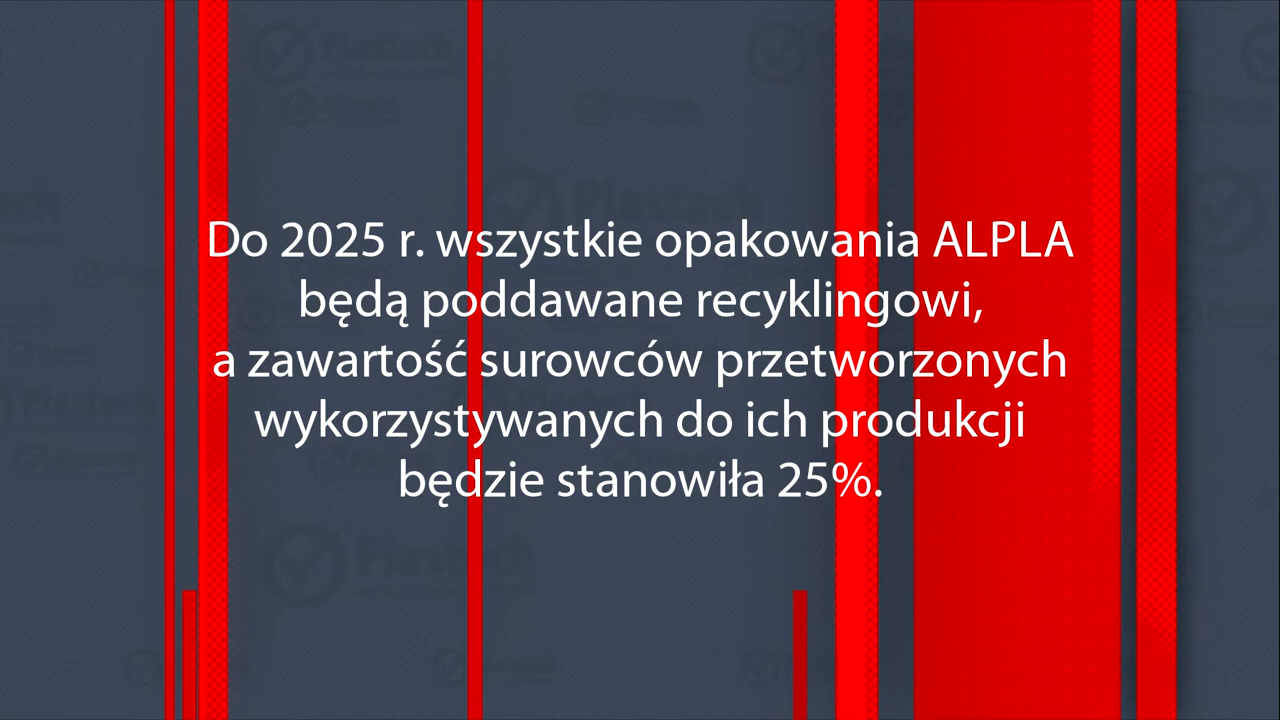 Do 2025 r. wszystkie opakowania ALPLA
będą poddawane recyklingowi,
a zawartość surowców przetworzonych
wykorzystywanych do ich produkcji
będzie stanowiła 25%.